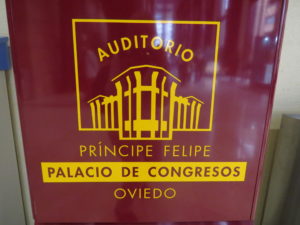 AUDITORIO
PRÍNCIPE FELIPE
PALACIO DE CONGRESOS
OVIEDO